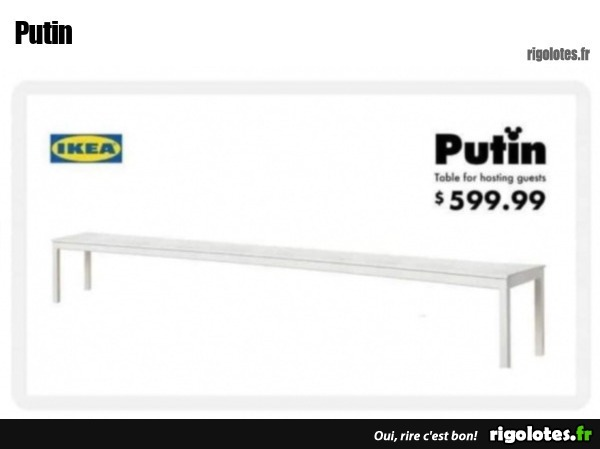 Putin
rigolotes.fr
IKEA
Putin
Table for hosting guests
$599.99
Oui, rire c'est bon! rigolotes.fr